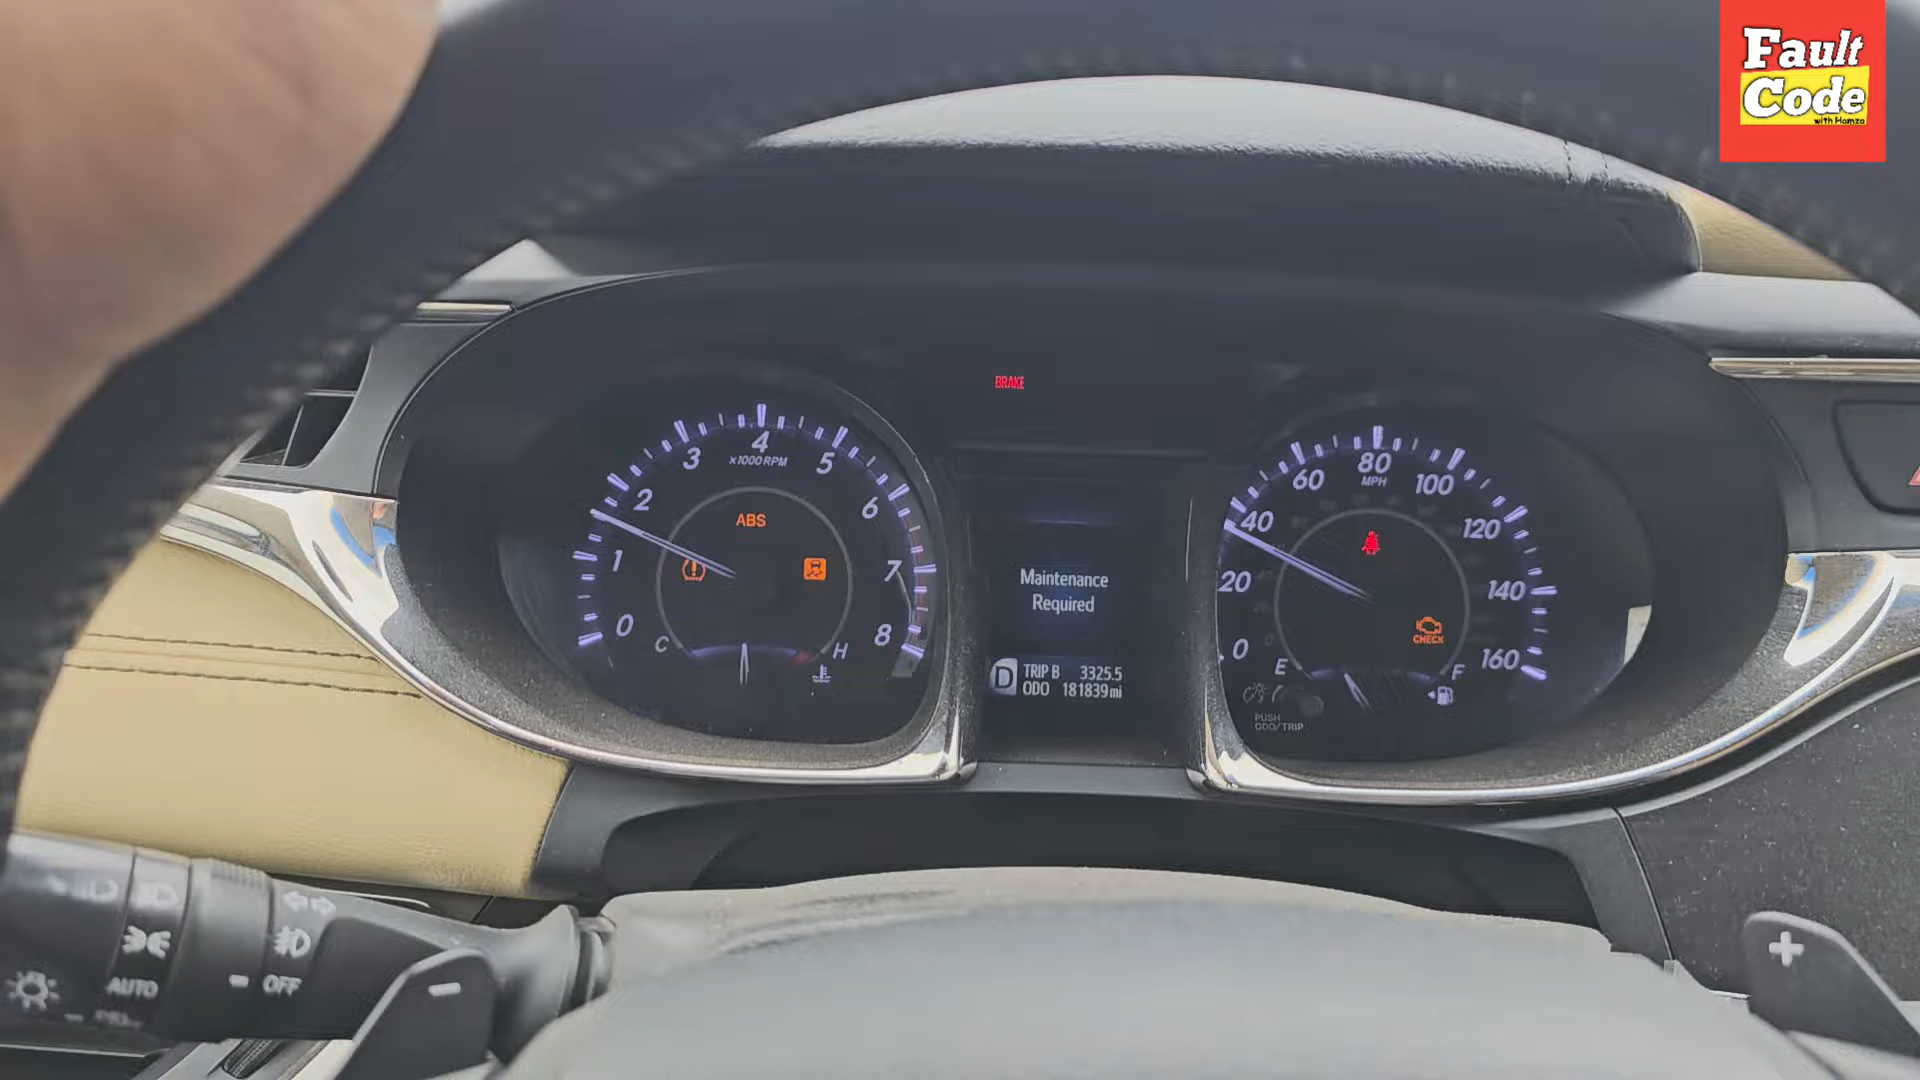 Fault
Code
with Hamza
BRAKE
0
1
2
3
4
5
6
7
8
x1000 RPM
ABS
C
H
Maintenance
Required
D
TRIP B 3325.5
ODO 181839 mi
0
20
40
60
80
100
120
140
160
MPH
CHECK
E
F
PUSH
ODO/TRIP
AUTO
OFF